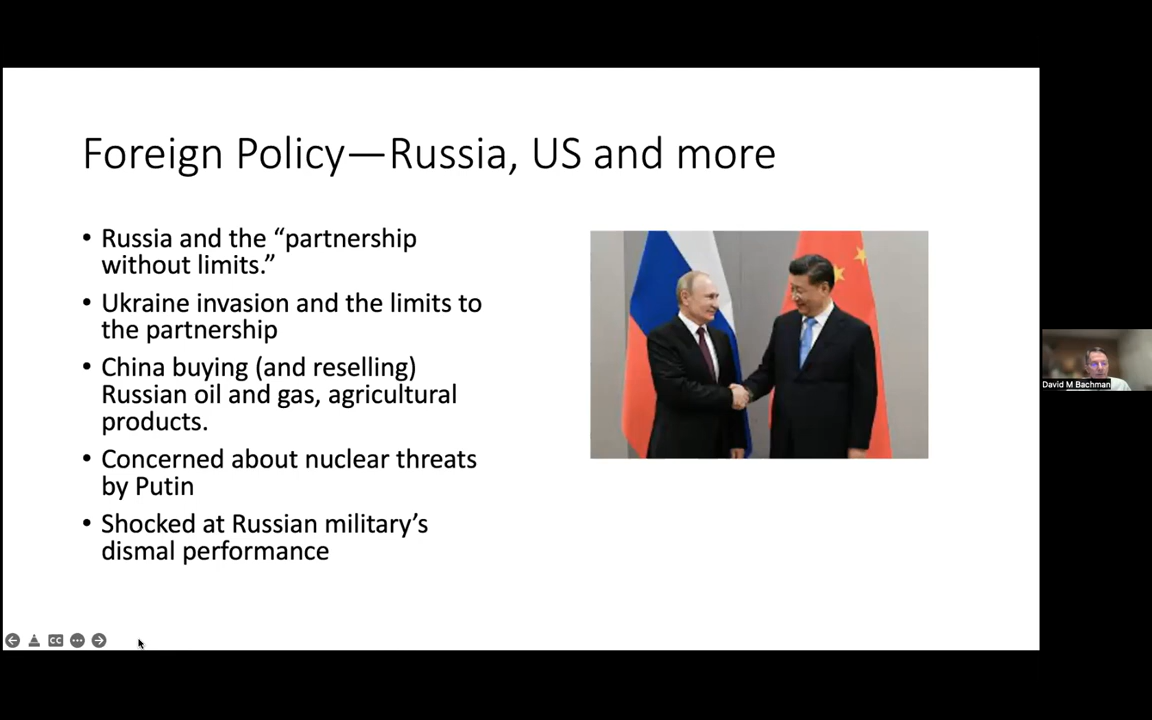 Foreign Policy—Russia, US and more
• Russia and the “partnership
without limits.”
• Ukraine invasion and the limits to
the partnership
• China buying (and reselling)
Russian oil and gas, agricultural
products.
• Concerned about nuclear threats
by Putin
• Shocked at Russian military’s
dismal performance
David M Bachman
CC